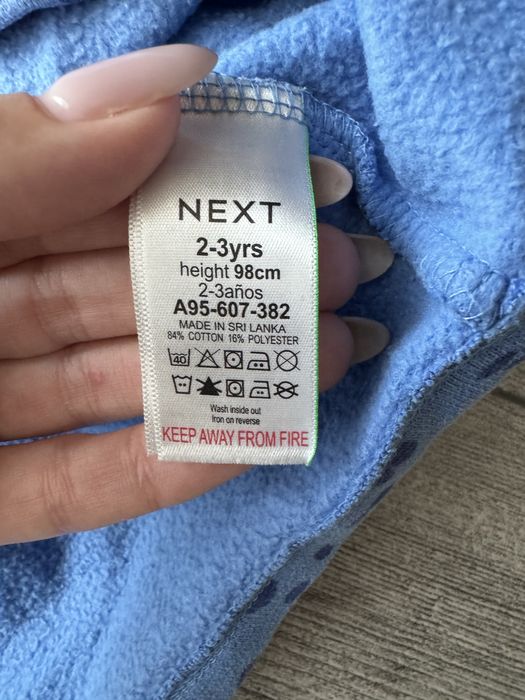 NEXT
2-3yrs
height 98cm
2-3años
A95-607-382
MADE IN SRI LANKA
84% COTTON 16% POLYESTER
40
Wash inside out
Iron on reverse
KEEP AWAY FROM FIRE